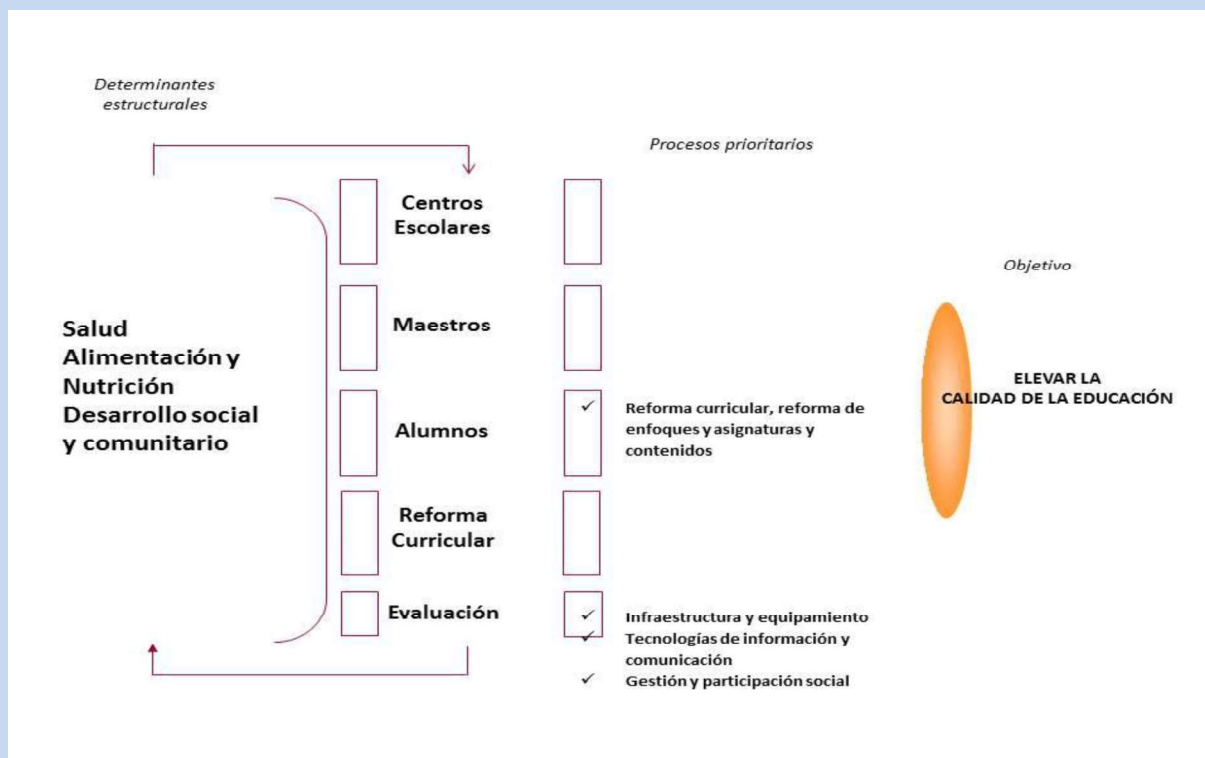 Determinantes
estructurales
Procesos prioritarios
Centros
Escolares
Objetivo
Maestros
Salud
Alimentación y
Nutrición
Desarrollo social
y comunitario
ELEVAR LA
CALIDAD DE LA EDUCACIÓN
Alumnos
✓ Reforma curricular, reforma de
enfoques y asignaturas y
contenidos
Reforma
Curricular
Evaluación
✓ Infraestructura y equipamiento
✓ Tecnologías de información y
comunicación
✓ Gestión y participación social